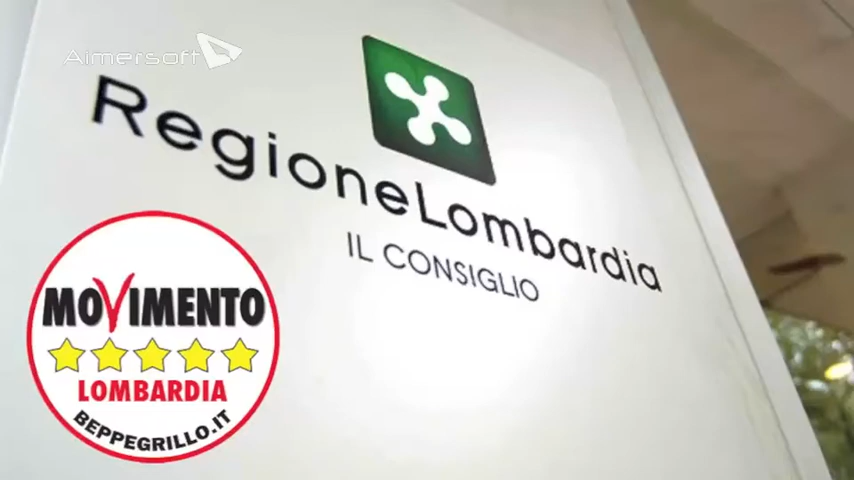 Aimersoft
RegioneLombardia
IL CONSIGLIO
MOVIMENTO
LOMBARDIA
BEPPEGRILLO.IT